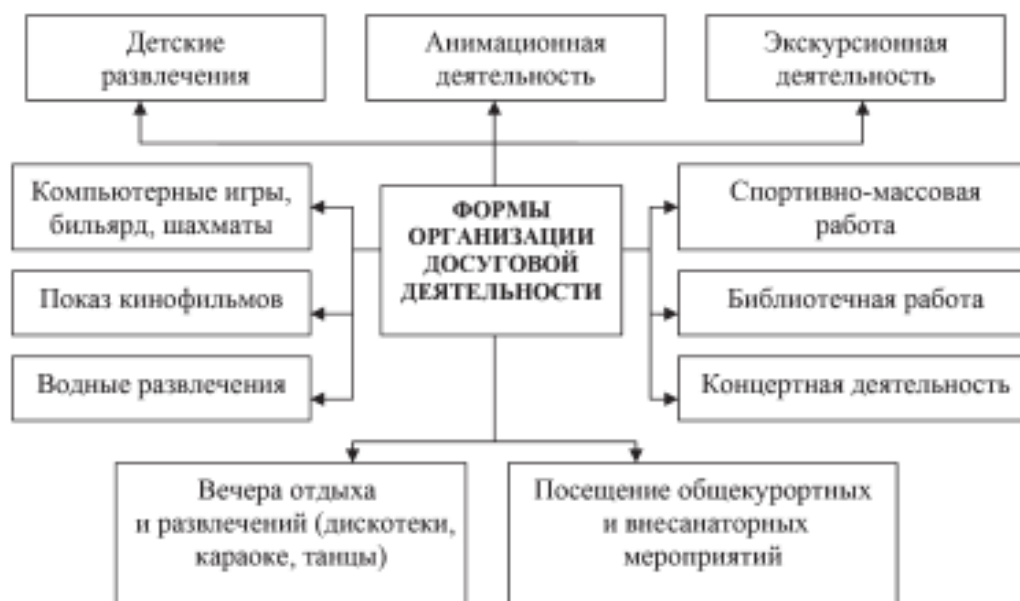 Детские
развлечения
Анимационная
деятельность
Экскурсионная
деятельность
Компьютерные игры,
бильярд, шахматы
ФОРМЫ
ОРГАНИЗАЦИИ
ДОСУГОВОЙ
ДЕЯТЕЛЬНОСТИ
Спортивно-массовая
работа
Показ кинофильмов
Библиотечная работа
Водные развлечения
Концертная деятельность
Вечера отдыха
и развлечений (дискотеки,
караоке, танцы)
Посещение общекурортных
и внесанаторных
мероприятий